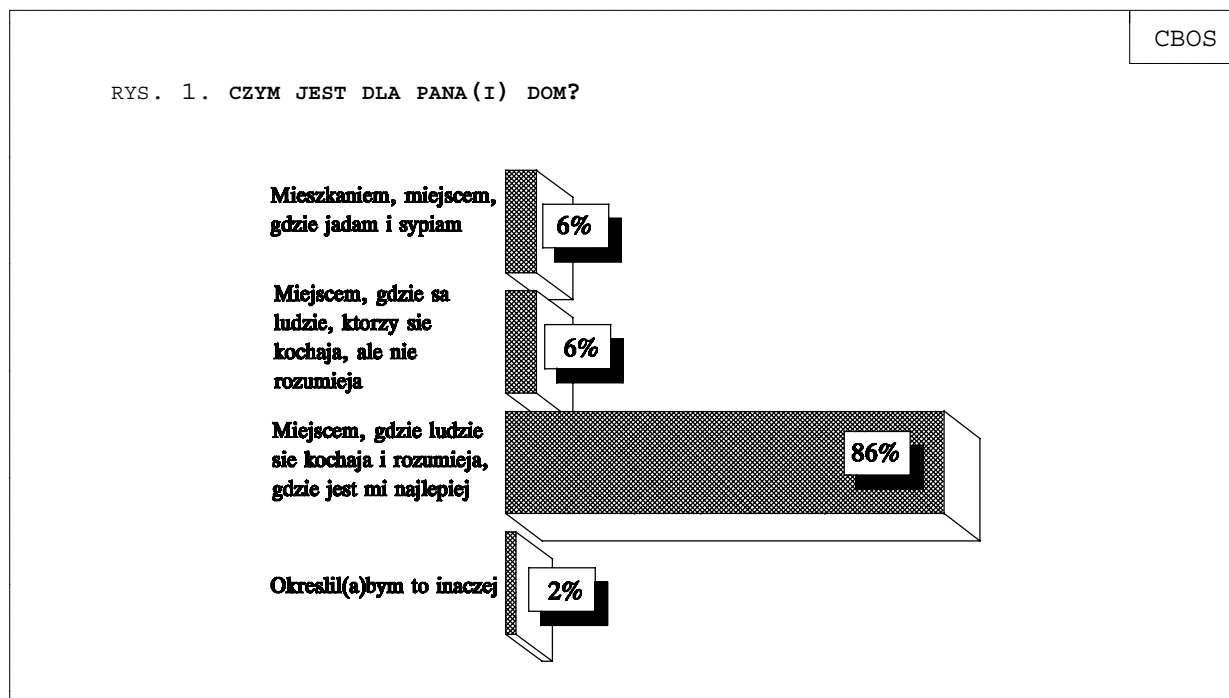 CBOS
RYS. 1. CZYM JEST DLA PANA(I) DOM?
Mieszkaniem, miejscem,
gdzie jadam i sypiam
6%
Miejscem, gdzie sa
ludzie, ktorzy sie
kochaja, ale nie
rozumieja
6%
Miejscem, gdzie ludzie
sie kochaja i rozumieja,
gdzie jest mi najlepiej
86%
Okreslil(a)bym to inaczej
2%